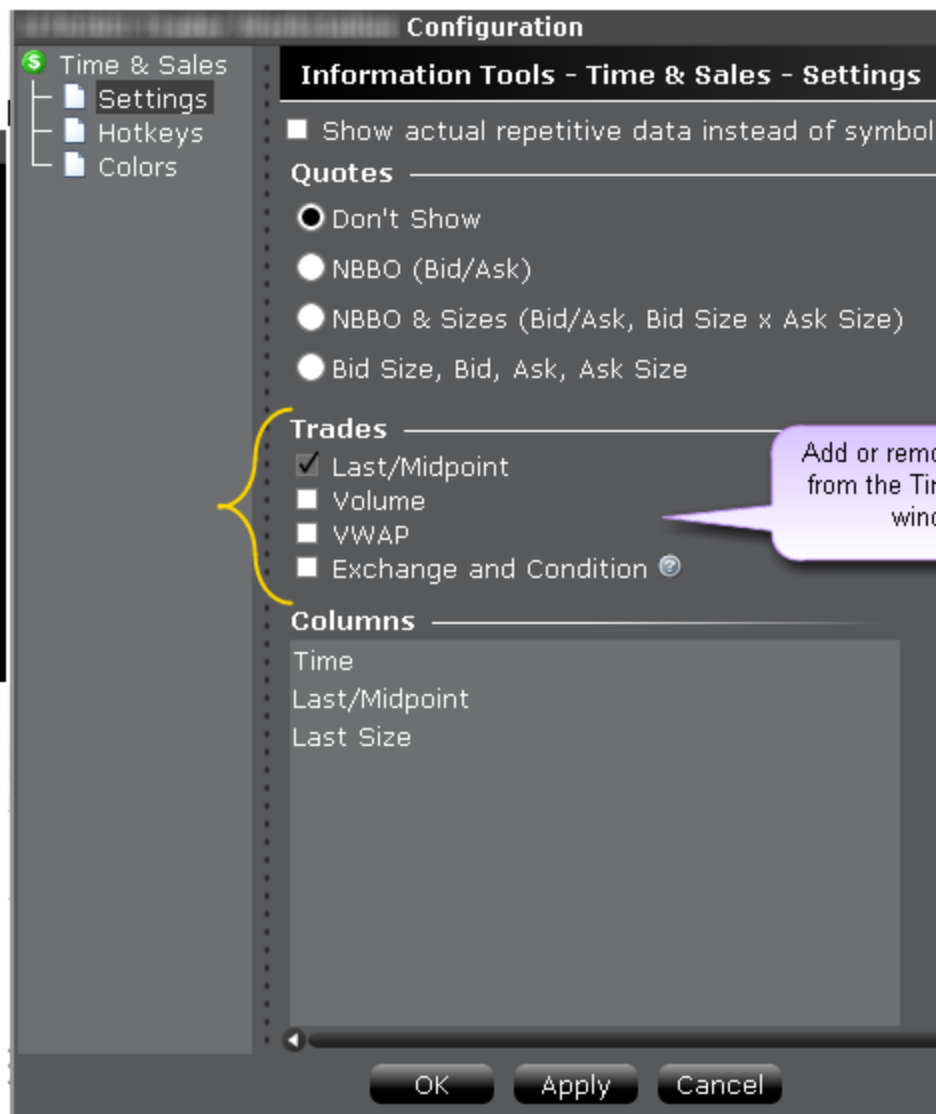 Configuration
Time & Sales
Settings
Hotkeys
Colors
Information Tools - Time & Sales - Settings
Show actual repetitive data instead of symbol
Quotes
Don't Show
NBBO (Bid/Ask)
NBBO & Sizes (Bid/Ask, Bid Size x Ask Size)
Bid Size, Bid, Ask, Ask Size
Trades
Last/Midpoint
Volume
VWAP
Exchange and Condition
Add or
from the
Columns
Time
Last/Midpoint
Last Size
OK Apply Cancel